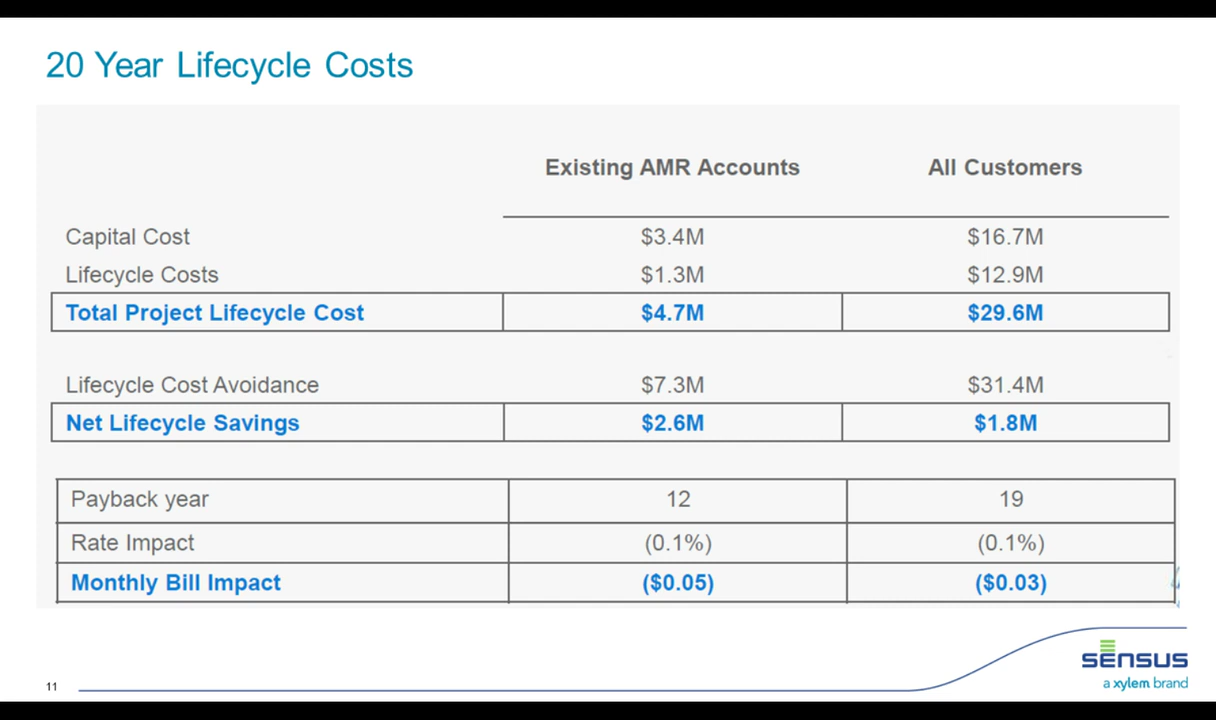 20 Year Lifecycle Costs
Existing AMR Accounts All Customers
Capital Cost $3.4M $16.7M
Lifecycle Costs $1.3M $12.9M
Total Project Lifecycle Cost $4.7M $29.6M
Lifecycle Cost Avoidance $7.3M $31.4M
Net Lifecycle Savings $2.6M $1.8M
Payback year 12 19
Rate Impact (0.1%) (0.1%)
Monthly Bill Impact ($0.05) ($0.03)
sensus
a xylem brand
11